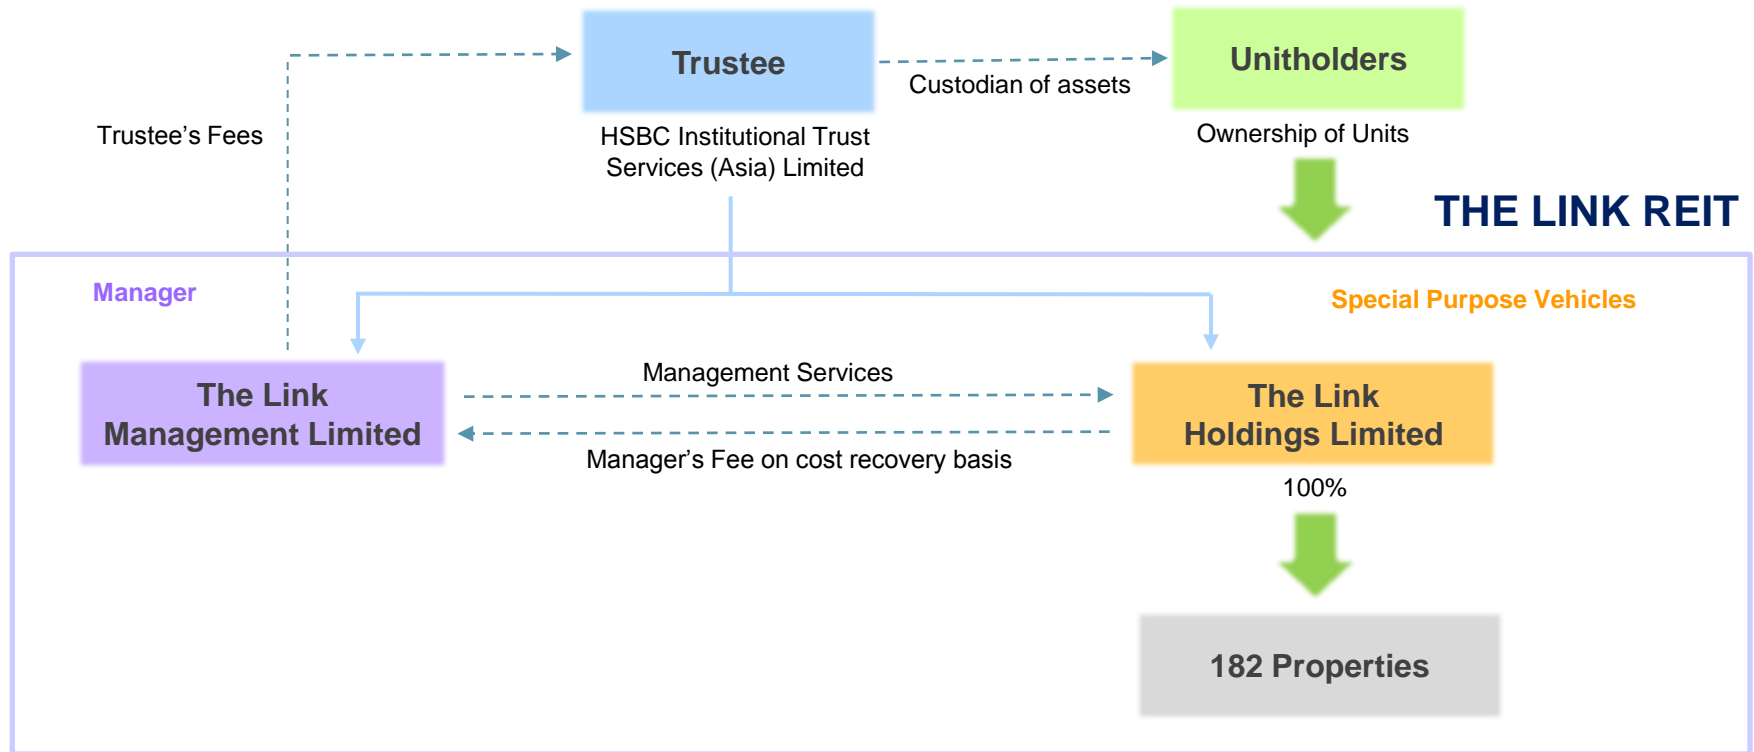 Trustee
Unitholders
Custodian of assets
Trustee’s Fees
HSBC Institutional Trust
Services (Asia) Limited
Ownership of Units
THE LINK REIT
Manager
Special Purpose Vehicles
The Link
Management Limited
Management Services
Manager’s Fee on cost recovery basis
The Link
Holdings Limited
100%
182 Properties